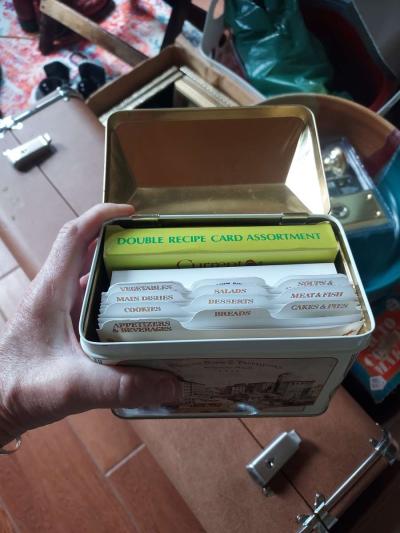 DOUBLE RECIPE CARD ASSORTMENT
Current
VEGETABLES
SALADS
SOUPS &
MAIN DISHES
DESSERTS
MEAT & FISH
COOKIES
BREADS
CAKES & PIES
APPETIZERS
& BEVERAGES